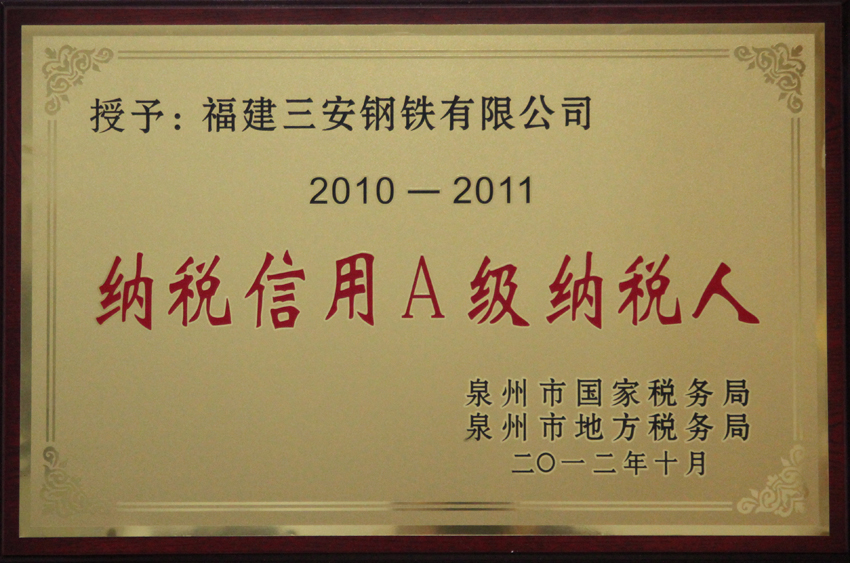 授予：福建三安钢铁有限公司
2010—2011
纳税信用A级纳税人
泉州市国家税务局
泉州市地方税务局
二〇一二年十月